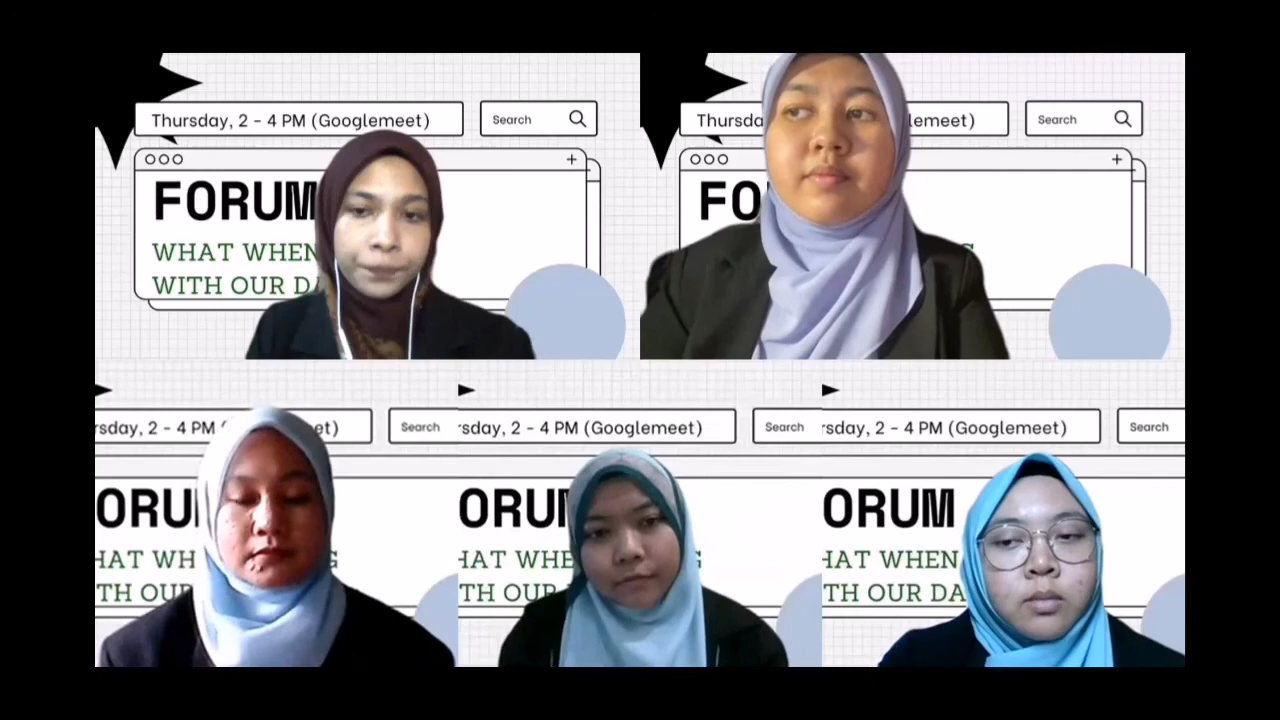 Thursday, 2 - 4 PM (Googlemeet)
Search
FORUM
WHAT WHEN
WITH OUR DA
Thursda lemeet)
Search
FO
G
rsday, 2 - 4 PM ( et)
Search
ORU
HAT WH G
TH OUR
rsday, 2 - 4 PM (Googlemeet)
Search
ORUM
HAT WHE G
TH OUR D
rsday, 2 - 4 PM (Googlemeet)
Search
ORUM
HAT WHEN
TH OUR DA